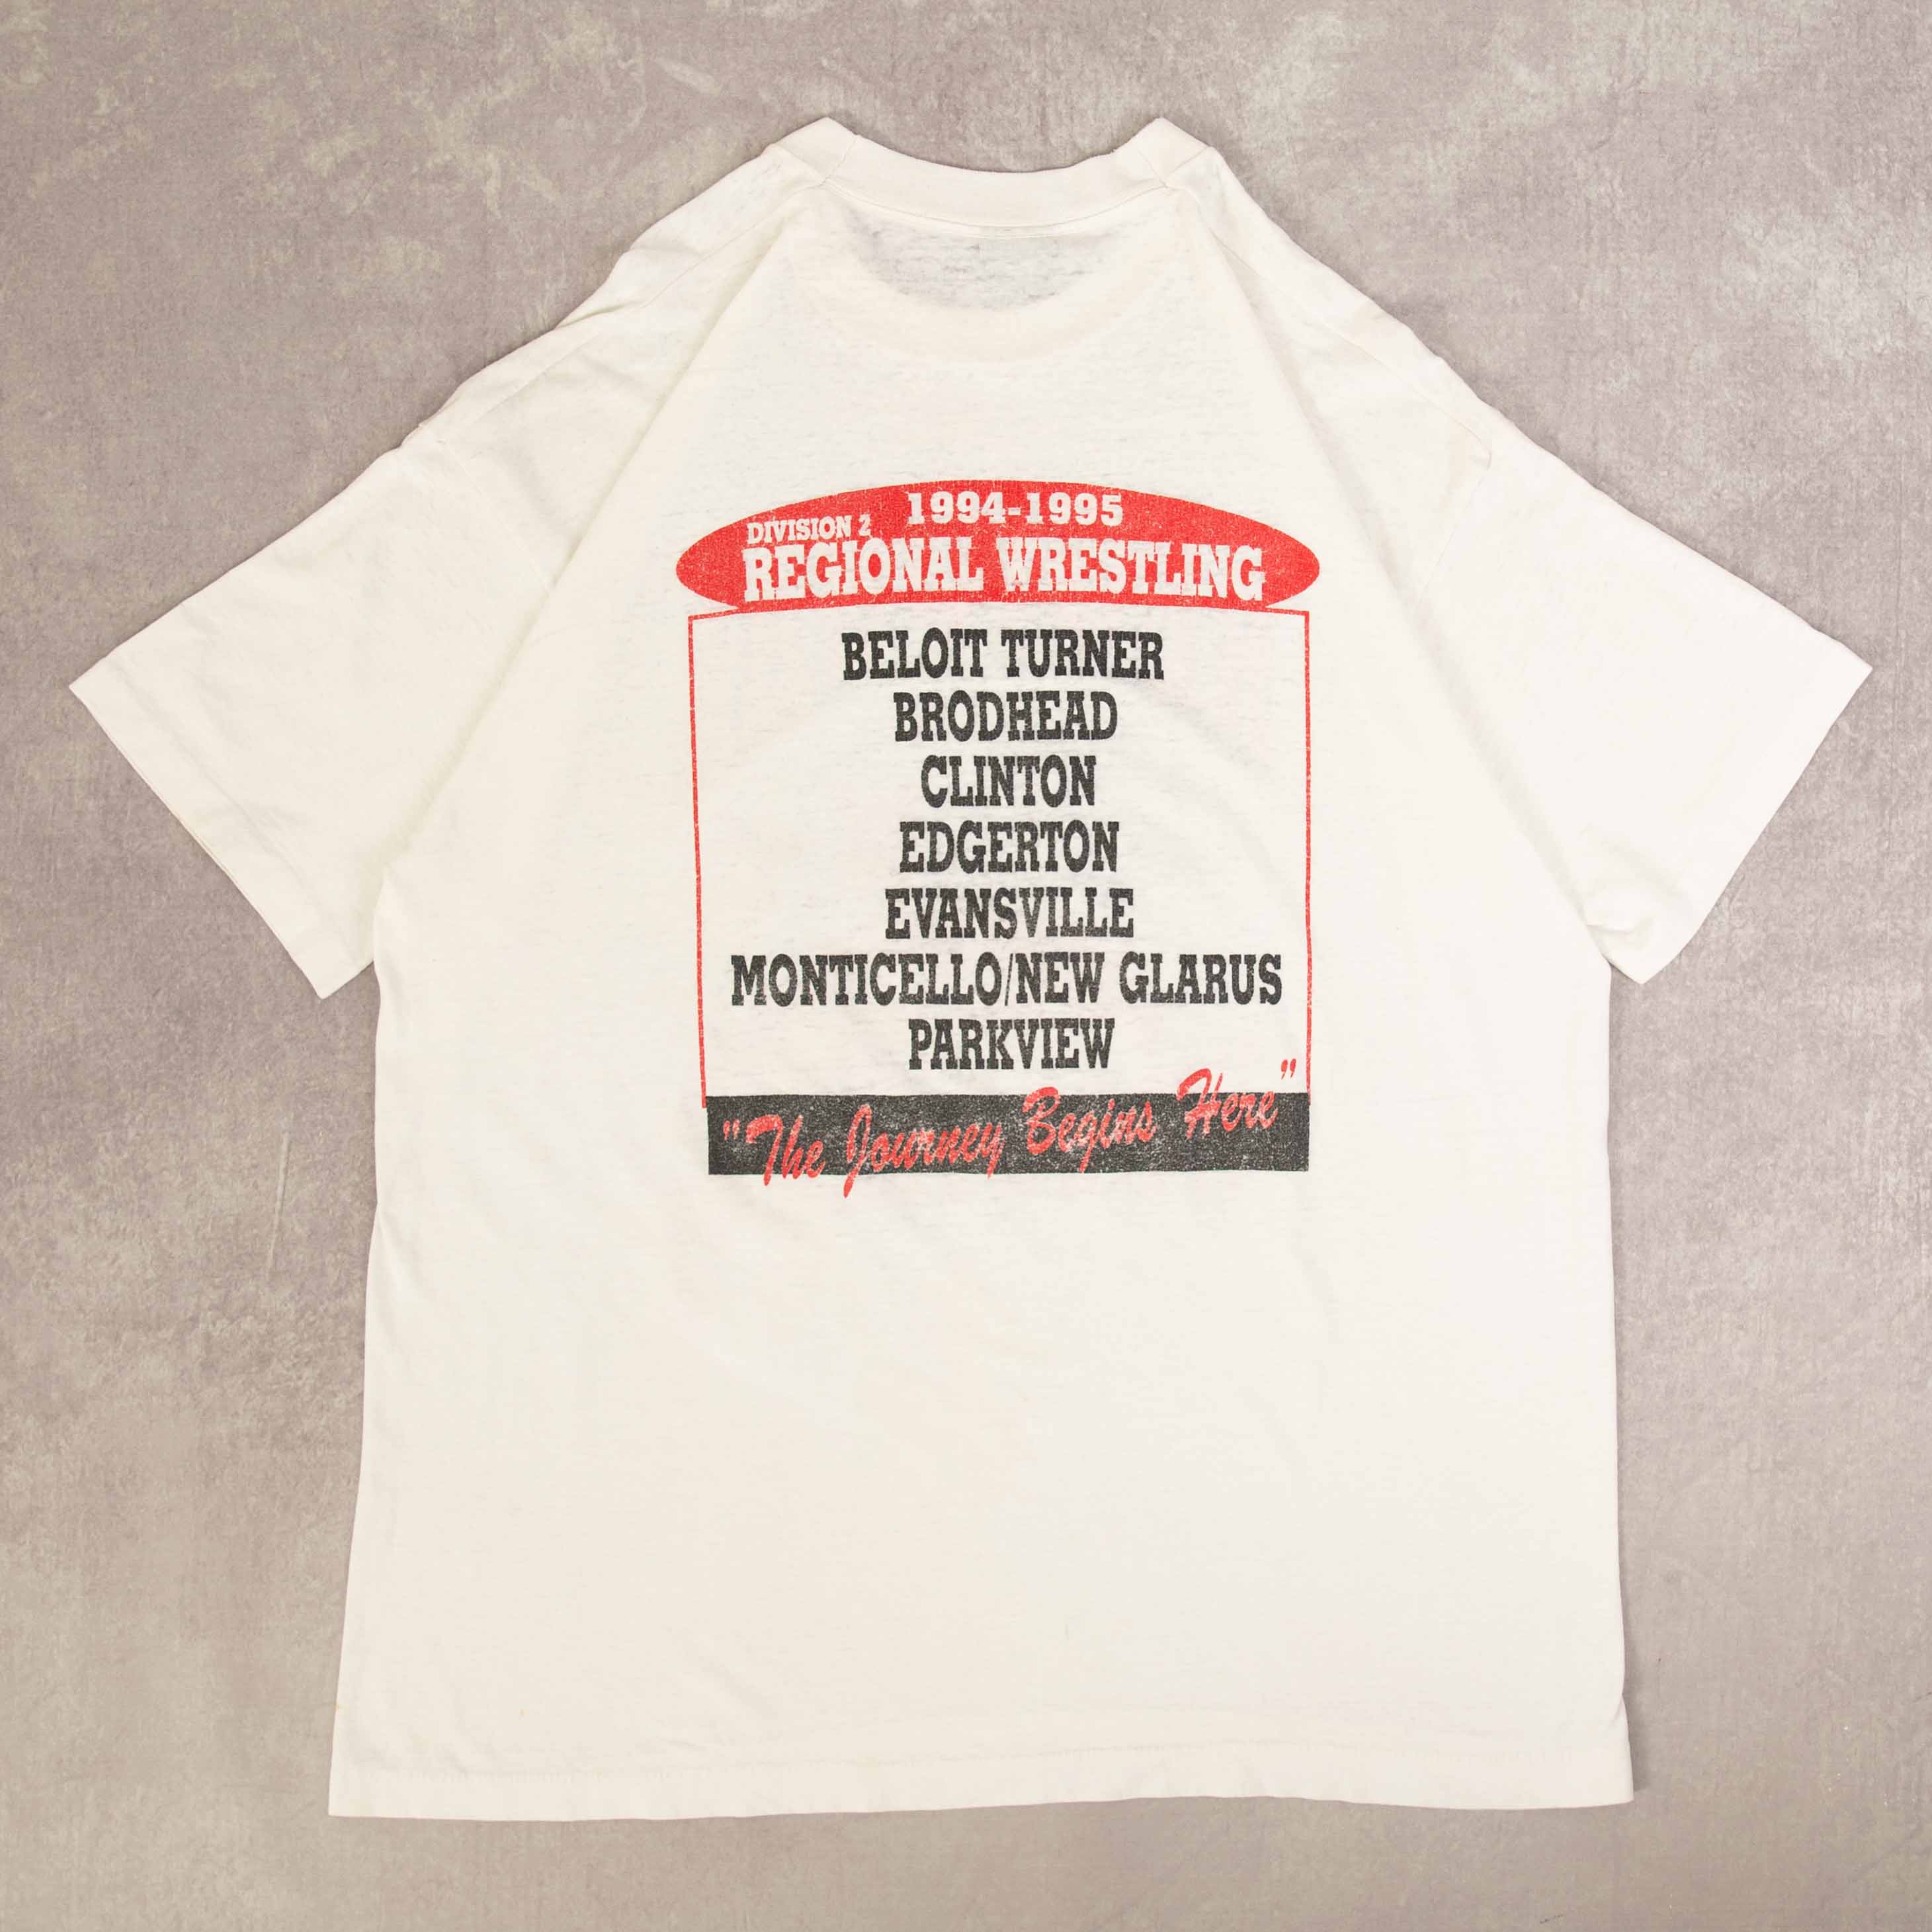 1994-1995
DIVISION 2
REGIONAL WRESTLING
BELOIT TURNER
BRODHEAD
CLINTON
EDGERTON
EVANSVILLE
MONTICELLO/NEW GLARUS
PARKVIEW
"The Journey Begins Here"